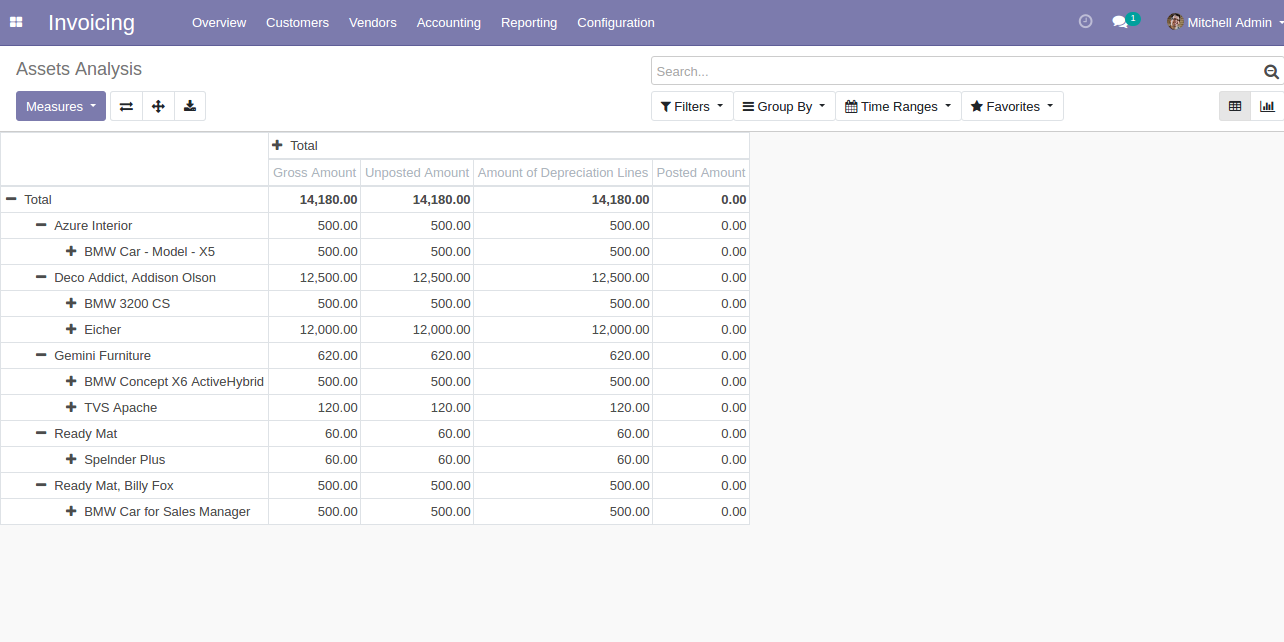 Invoicing Overview Customers Vendors Accounting Reporting Configuration 1 Mitchell Admin
Assets Analysis
Search...
Measures Filters Group By Time Ranges Favorites
Total
Gross Amount Unposted Amount Amount of Depreciation Lines Posted Amount
Total 14,180.00 14,180.00 14,180.00 0.00
Azure Interior 500.00 500.00 500.00 0.00
BMW Car - Model - X5 500.00 500.00 500.00 0.00
Deco Addict, Addison Olson 12,500.00 12,500.00 12,500.00 0.00
BMW 3200 CS 500.00 500.00 500.00 0.00
Eicher 12,000.00 12,000.00 12,000.00 0.00
Gemini Furniture 620.00 620.00 620.00 0.00
BMW Concept X6 ActiveHybrid 500.00 500.00 500.00 0.00
TVS Apache 120.00 120.00 120.00 0.00
Ready Mat 60.00 60.00 60.00 0.00
Spelnder Plus 60.00 60.00 60.00 0.00
Ready Mat, Billy Fox 500.00 500.00 500.00 0.00
BMW Car for Sales Manager 500.00 500.00 500.00 0.00